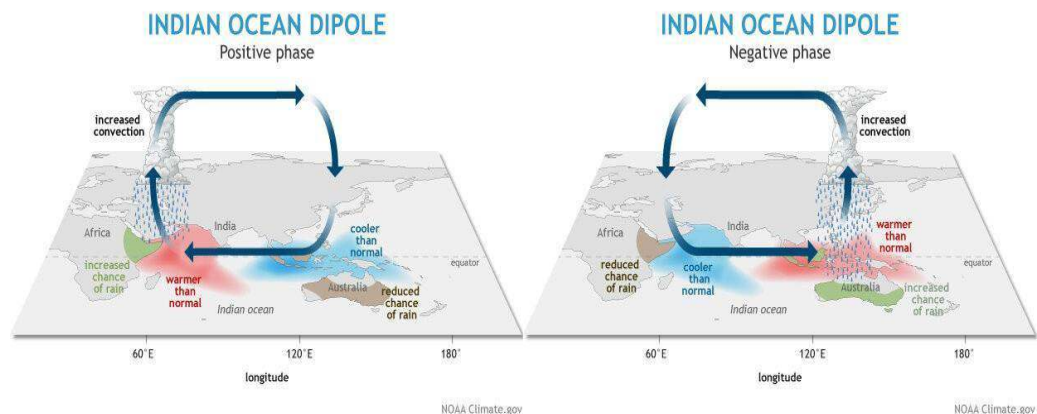 INDIAN OCEAN DIPOLE
Positive phase
increased
convection
Africa
India
cooler
than
normal
increased
chance
of rain
warmer
than
normal
equator
Australia
reduced
chance
of rain
Indian ocean
60°E
120°E
180°
longitude
NOAA Climate.gov
INDIAN OCEAN DIPOLE
Negative phase
increased
convection
Africa
India
warmer
than
normal
reduced
chance
of rain
cooler
than
normal
equator
Australia
increased
chance
of rain
Indian ocean
60°E
120°E
180°
longitude
NOAA Climate.gov